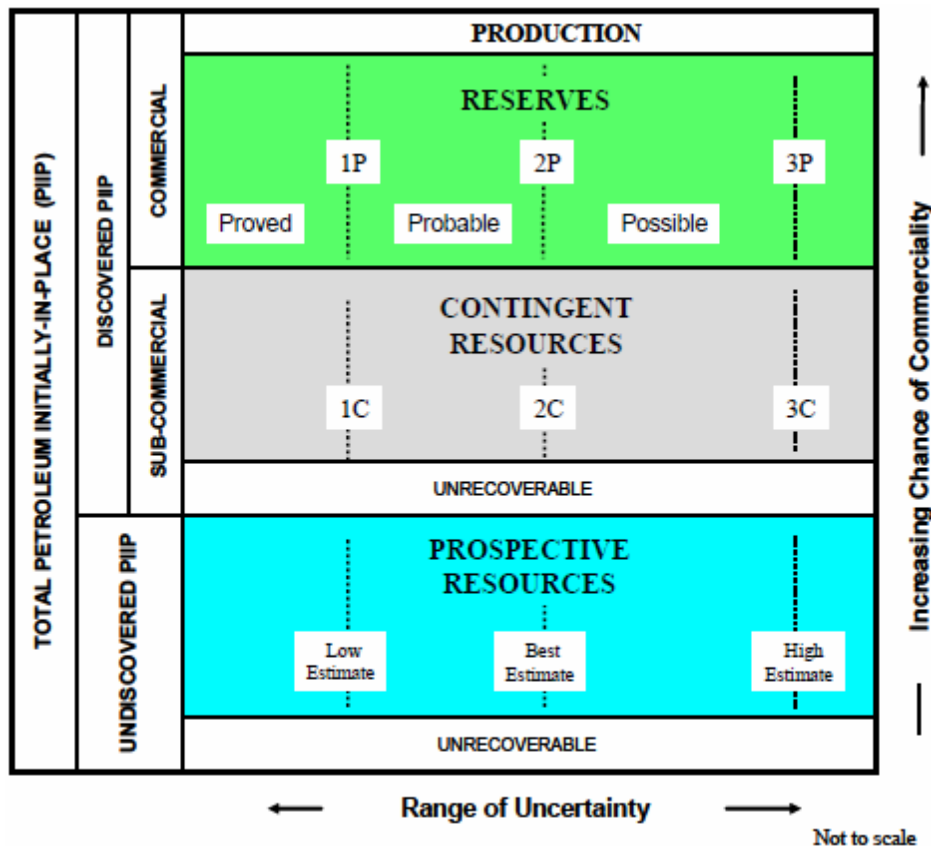 TOTAL PETROLEUM INITIALLY-IN-PLACE (PIIP)
DISCOVERED PIIP
UNDISCOVERED PIIP
COMMERCIAL
SUB-COMMERCIAL
PRODUCTION
RESERVES
1P 2P 3P
Proved Probable Possible
CONTINGENT
RESOURCES
1C 2C 3C
UNRECOVERABLE
PROSPECTIVE
RESOURCES
Low
Estimate
Best
Estimate
High
Estimate
UNRECOVERABLE
Increasing Chance of Commerciality
Range of Uncertainty
Not to scale